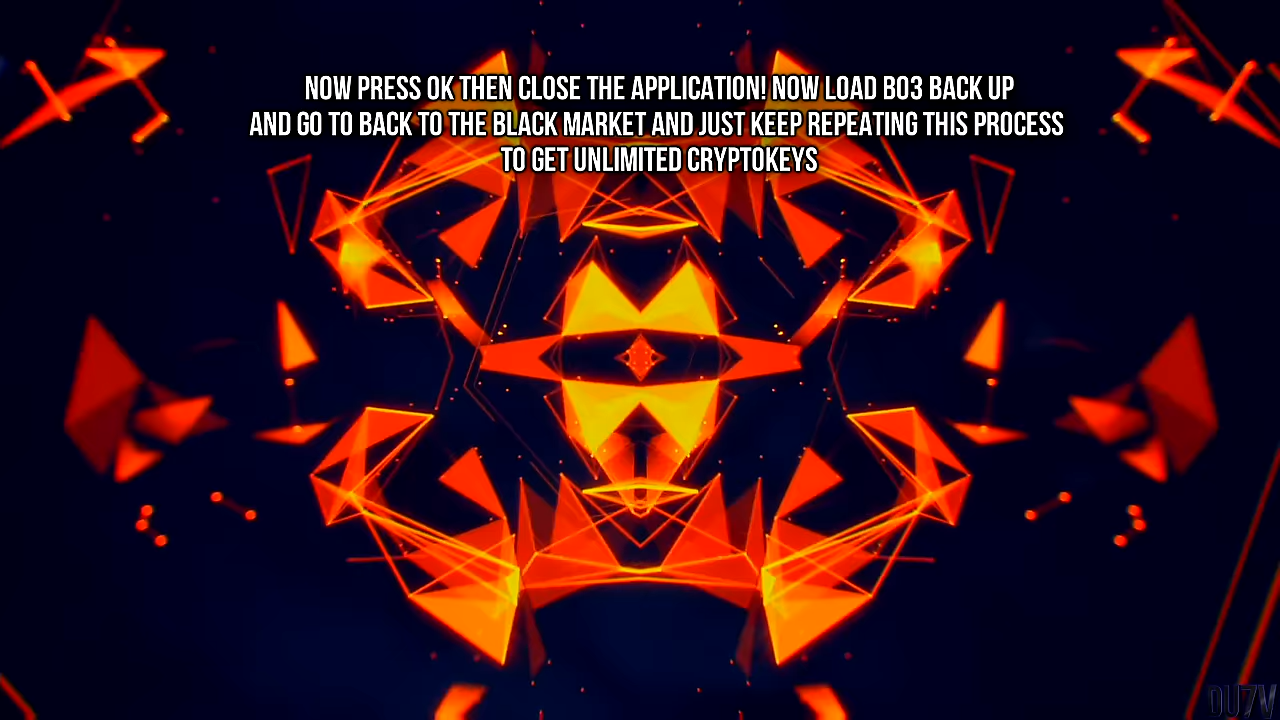 NOW PRESS OK THEN CLOSE THE APPLICATION! NOW LOAD BO3 BACK UP
AND GO TO BACK TO THE BLACK MARKET AND JUST KEEP REPEATING THIS PROCESS
TO GET UNLIMITED CRYPTOKEYS
DU7V